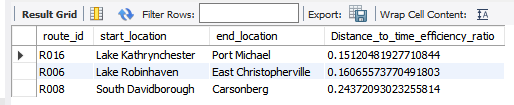 Result Grid Filter Rows: Export: Wrap Cell Content: IA
route_id start_location end_location Distance_to_time_efficiency_ratio
R016 Lake Kathrynchester Port Michael 0.15120481927710844
R006 Lake Robinhaven East Christopherville 0.16065573770491803
R008 South Davidborough Carsonberg 0.24372093023255814